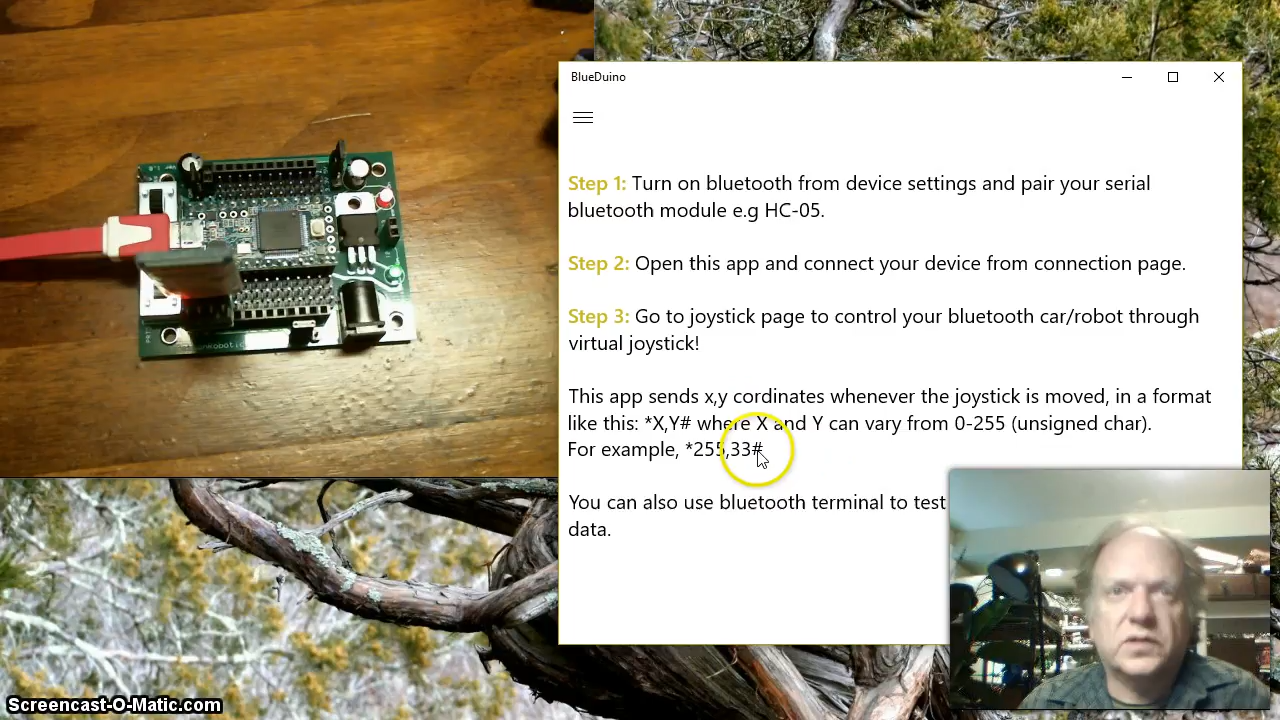 BlueDuino
Step 1: Turn on bluetooth from device settings and pair your serial
bluetooth module e.g HC-05.
Step 2: Open this app and connect your device from connection page.
Step 3: Go to joystick page to control your bluetooth car/robot through
virtual joystick!
This app sends x,y cordinates whenever the joystick is moved, in a format
like this: *X,Y# where X and Y can vary from 0-255 (unsigned char).
For example, *255,33#
You can also use bluetooth terminal to test
data.
Screencast-O-Matic.com